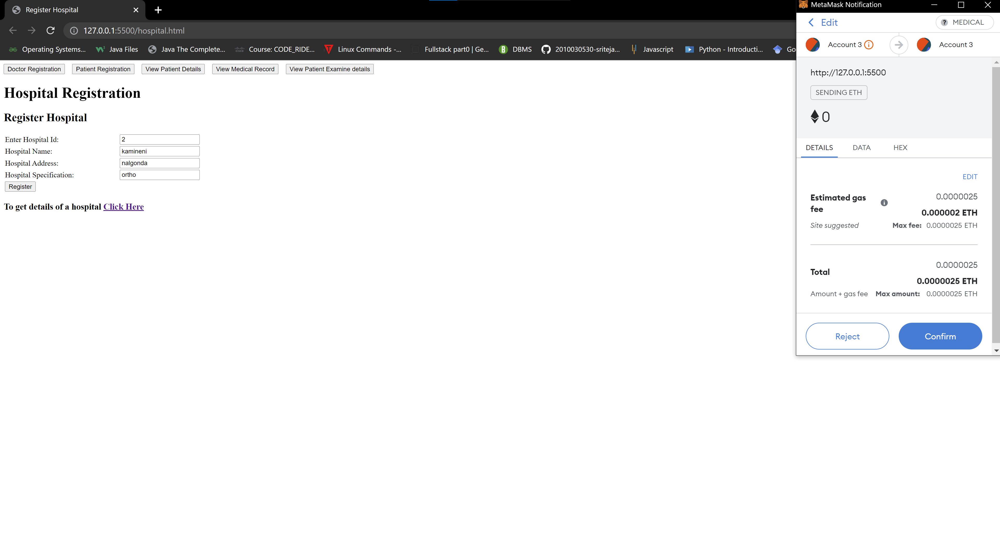 Register Hospital
127.0.0.1:5500/hospital.html
Operating Systems... Java Files Java The Complete... Course: CODE_RIDE... Linux Commands -... Fullstack part0 | Ge... DBMS 2010030530-sriteja... Javascript Python - Introducti... Go
Doctor Registration Patient Registration View Patient Details View Medical Record View Patient Examine details
Hospital Registration
Register Hospital
Enter Hospital Id: 2
Hospital Name: kamineni
Hospital Address: nalgonda
Hospital Specification: ortho
Register
To get details of a hospital Click Here
MetaMask Notification
Edit ? MEDICAL
Account 3 Account 3
http://127.0.0.1:5500
SENDING ETH
0
DETAILS DATA HEX
EDIT
Estimated gas fee
0.0000025
0.000002 ETH
Site suggested Max fee: 0.0000025 ETH
0.0000025
Total
0.0000025 ETH
Amount + gas fee Max amount: 0.0000025 ETH
Reject Confirm